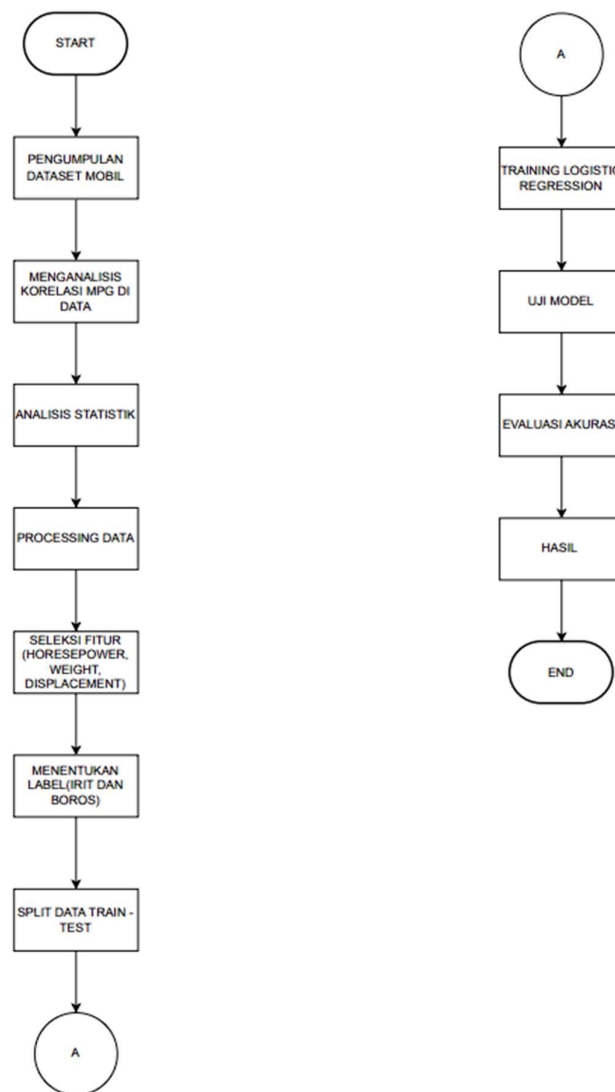 START
PENGUMPULAN
DATASET MOBIL
MENGANALISIS
KORELASI MPG DI
DATA
ANALISIS STATISTIK
PROCESSING DATA
SELEKSI FITUR
(HORESEPOWER,
WEIGHT,
DISPLACEMENT)
MENENTUKAN
LABEL(IRIT DAN
BOROS)
SPLIT DATA TRAIN -
TEST
A
A
TRAINING LOGISTIC
REGRESSION
UJI MODEL
EVALUASI AKURASI
HASIL
END